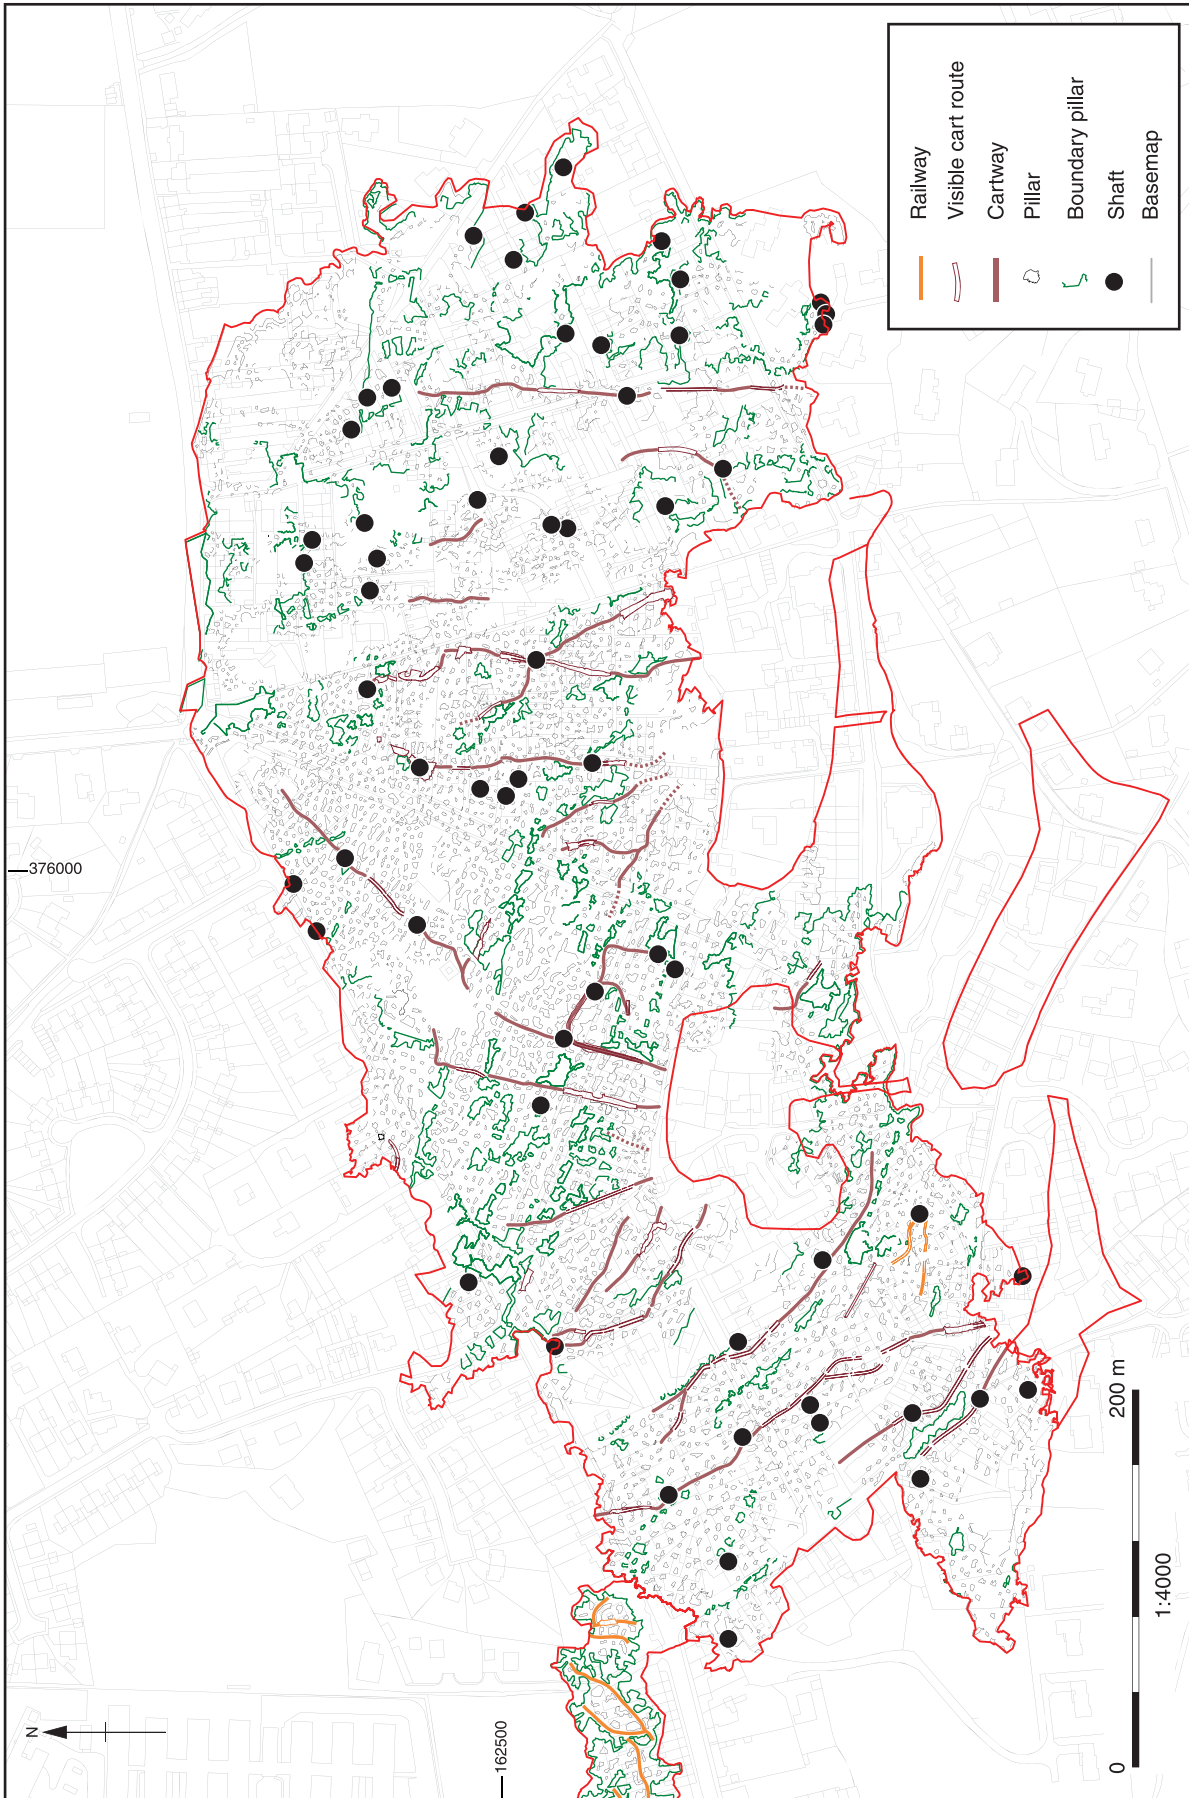 Railway
Visible cart route
Cartway
Pillar
Boundary pillar
Shaft
Basemap
376000
162500
N
0
200 m
1:4000